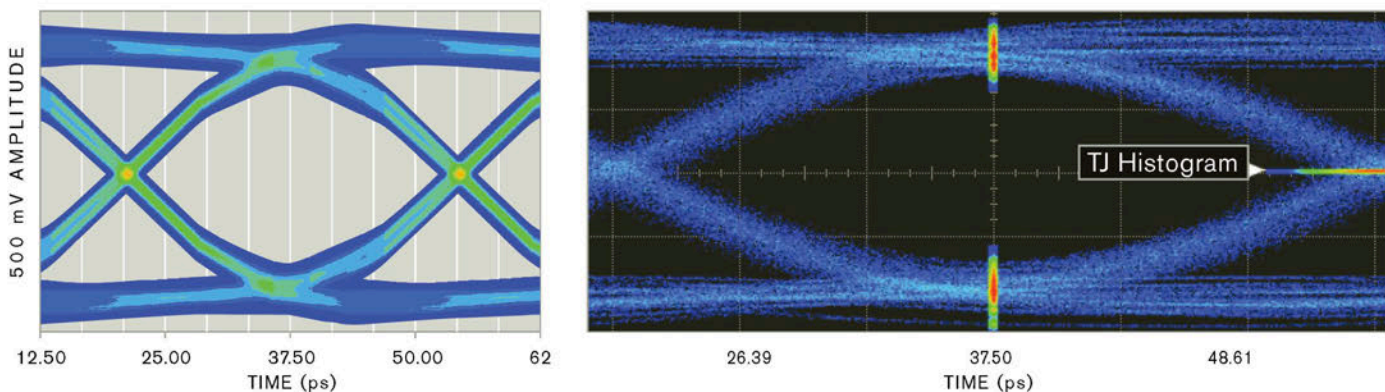 500 mV AMPLITUDE
12.50 25.00 37.50 50.00 62
TIME (ps)
TJ Histogram
26.39 37.50 48.61
TIME (ps)